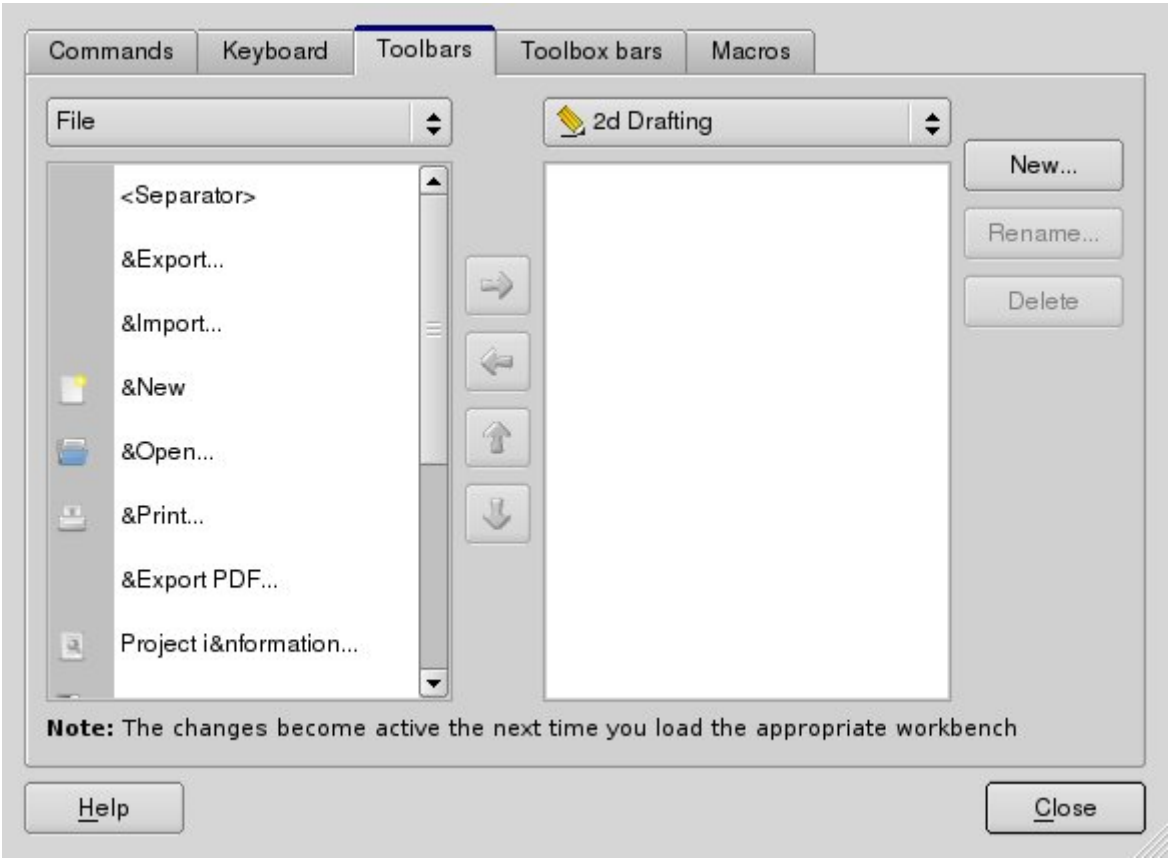 Commands Keyboard Toolbars Toolbox bars Macros
File
2d Drafting
<Separator>
&Export...
&Import...
&New
&Open...
&Print...
&Export PDF...
Project i&nformation...
New...
Rename...
Delete
Note: The changes become active the next time you load the appropriate workbench
Help
Close